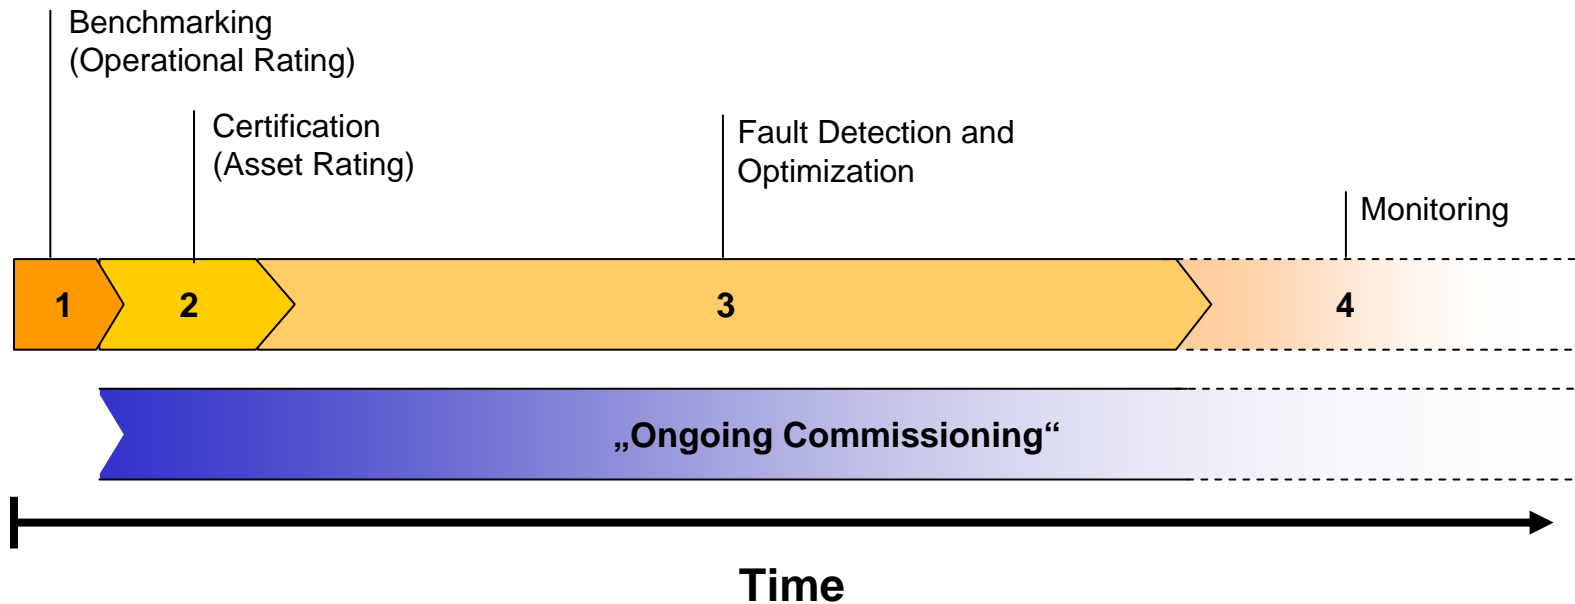 Benchmarking
(Operational Rating)
Certification
(Asset Rating)
Fault Detection and
Optimization
Monitoring
1
2
3
4
„Ongoing Commissioning“
Time